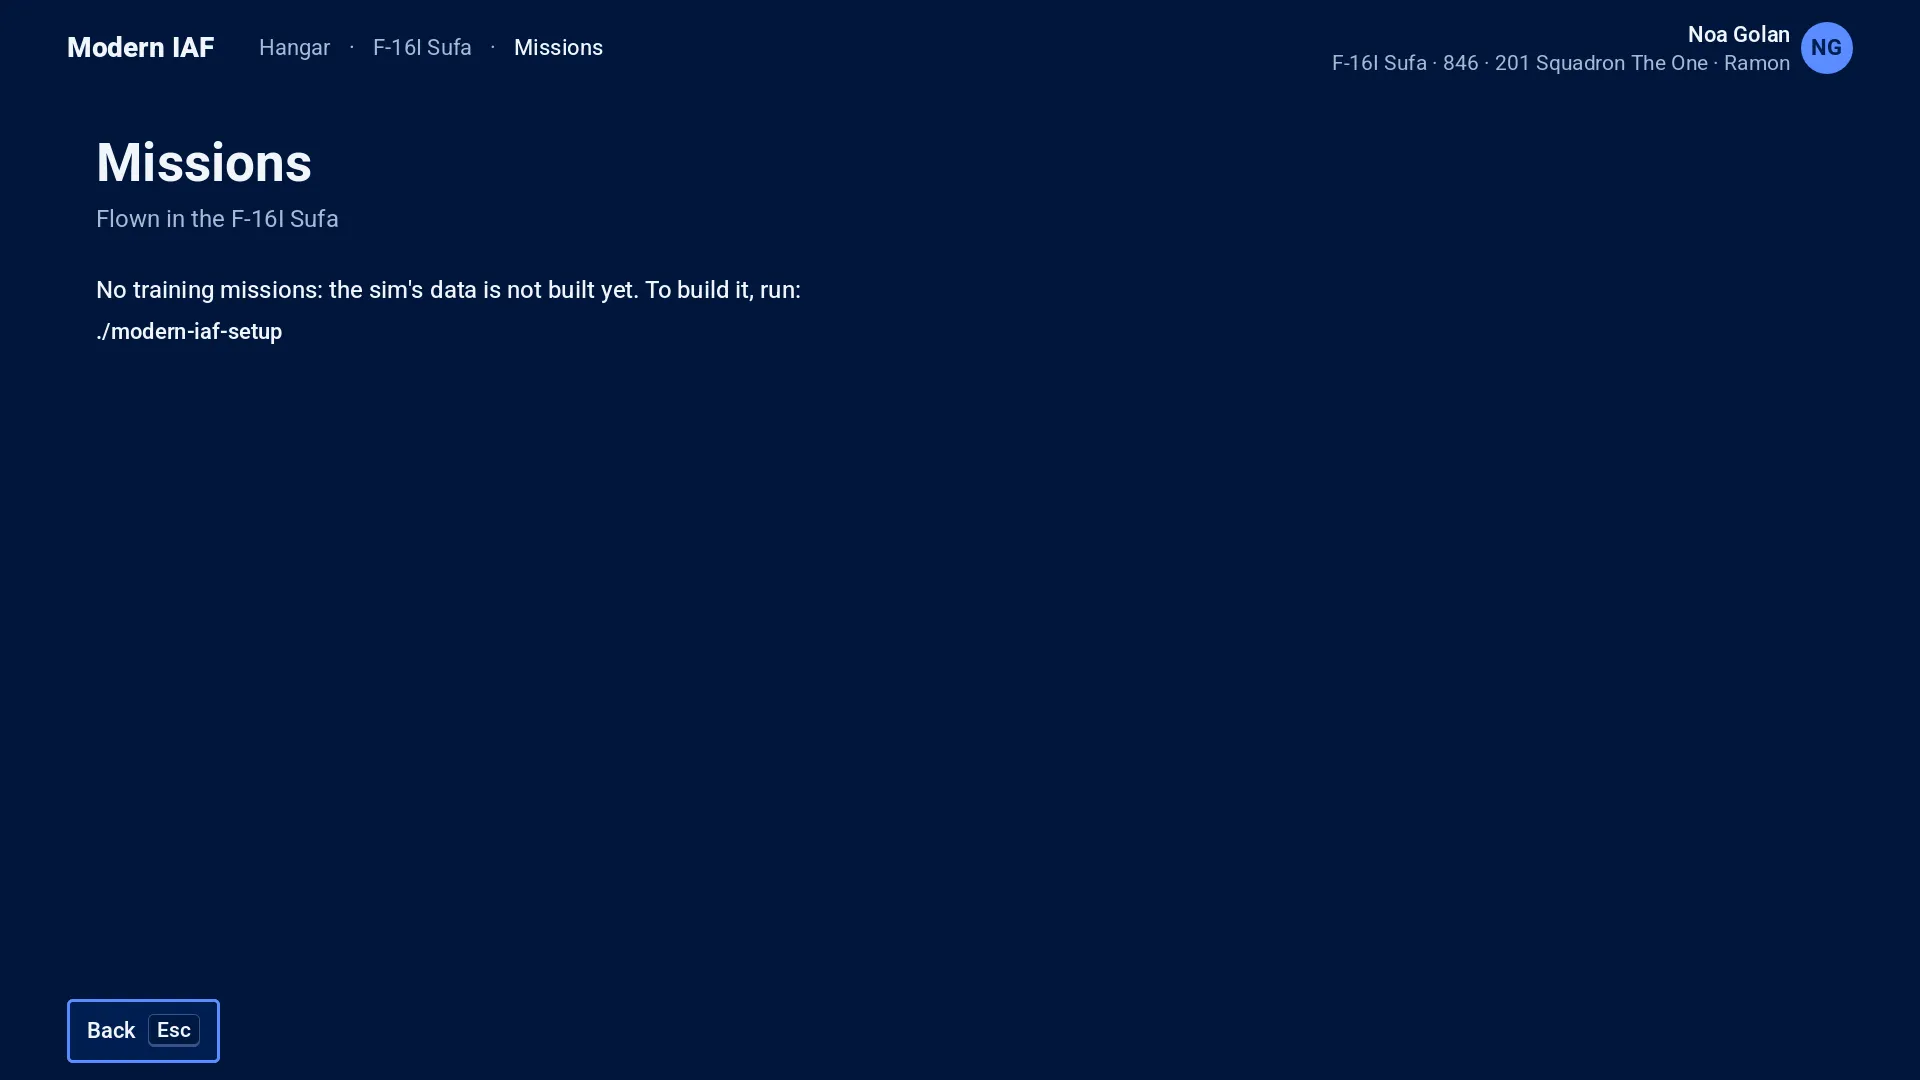 Modern IAF
Hangar · F-16I Sufa · Missions
Noa Golan
F-16I Sufa · 846 · 201 Squadron The One · Ramon
NG
Missions
Flown in the F-16I Sufa
No training missions: the sim's data is not built yet. To build it, run:
./modern-iaf-setup
Back Esc